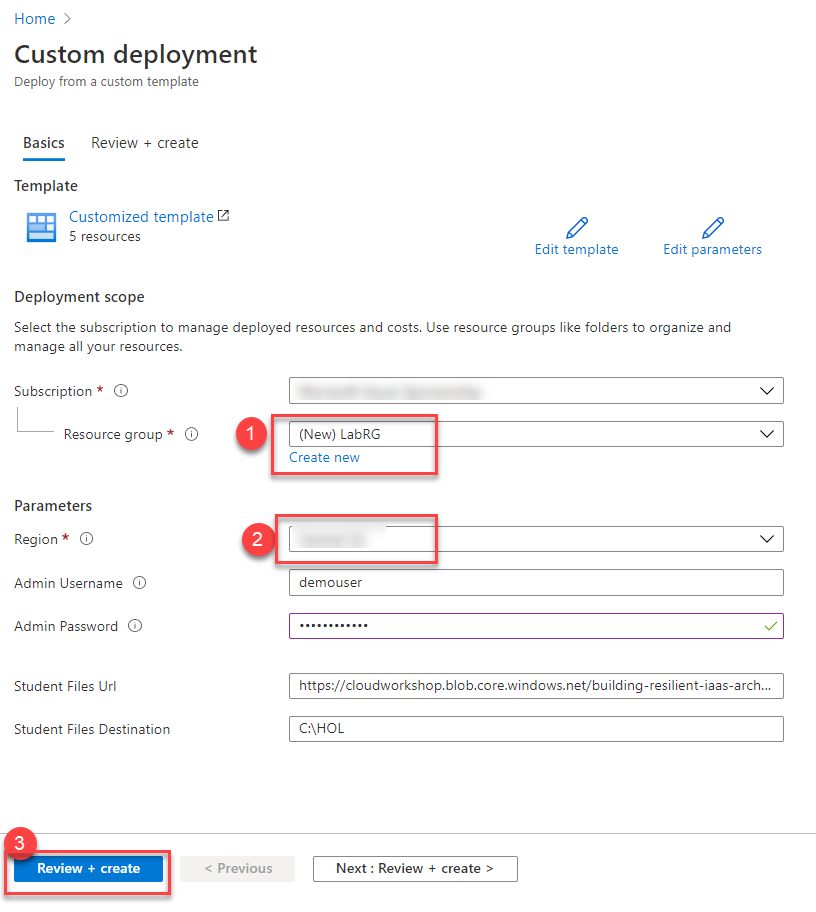 Home >
Custom deployment
Deploy from a custom template
Basics Review + create
Template
Customized template
5 resources
Edit template Edit parameters
Deployment scope
Select the subscription to manage deployed resources and costs. Use resource groups like folders to organize and
manage all your resources.
Subscription *
1
Resource group * (New) LabRG
Create new
Parameters
2
Region *
Admin Username demouser
Admin Password ••••••••••••
Student Files Url https://cloudworkshop.blob.core.windows.net/building-resilient-iaas-arch...
Student Files Destination C:\HOL
3
Review + create < Previous Next : Review + create >